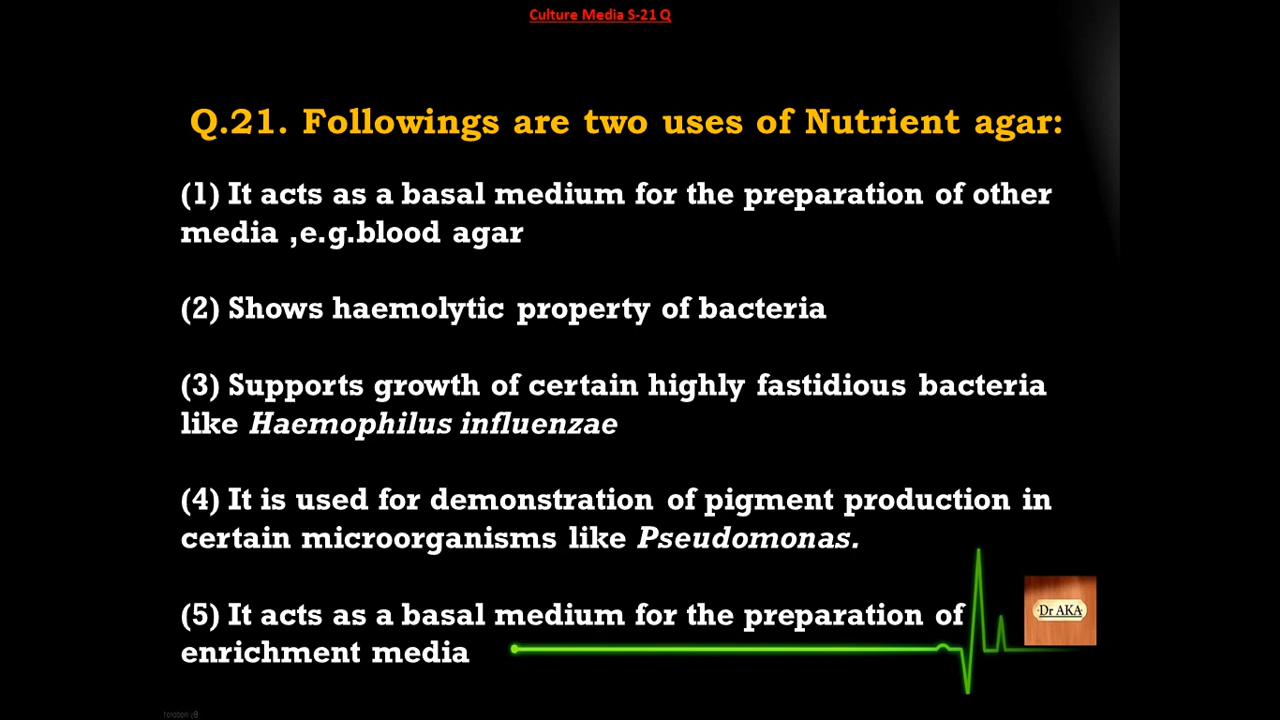 Culture Media S-21 Q
Q.21. Followings are two uses of Nutrient agar:
(1) It acts as a basal medium for the preparation of other
media ,e.g.blood agar
(2) Shows haemolytic property of bacteria
(3) Supports growth of certain highly fastidious bacteria
like Haemophilus influenzae
(4) It is used for demonstration of pigment production in
certain microorganisms like Pseudomonas.
(5) It acts as a basal medium for the preparation of
enrichment media
Dr AKA